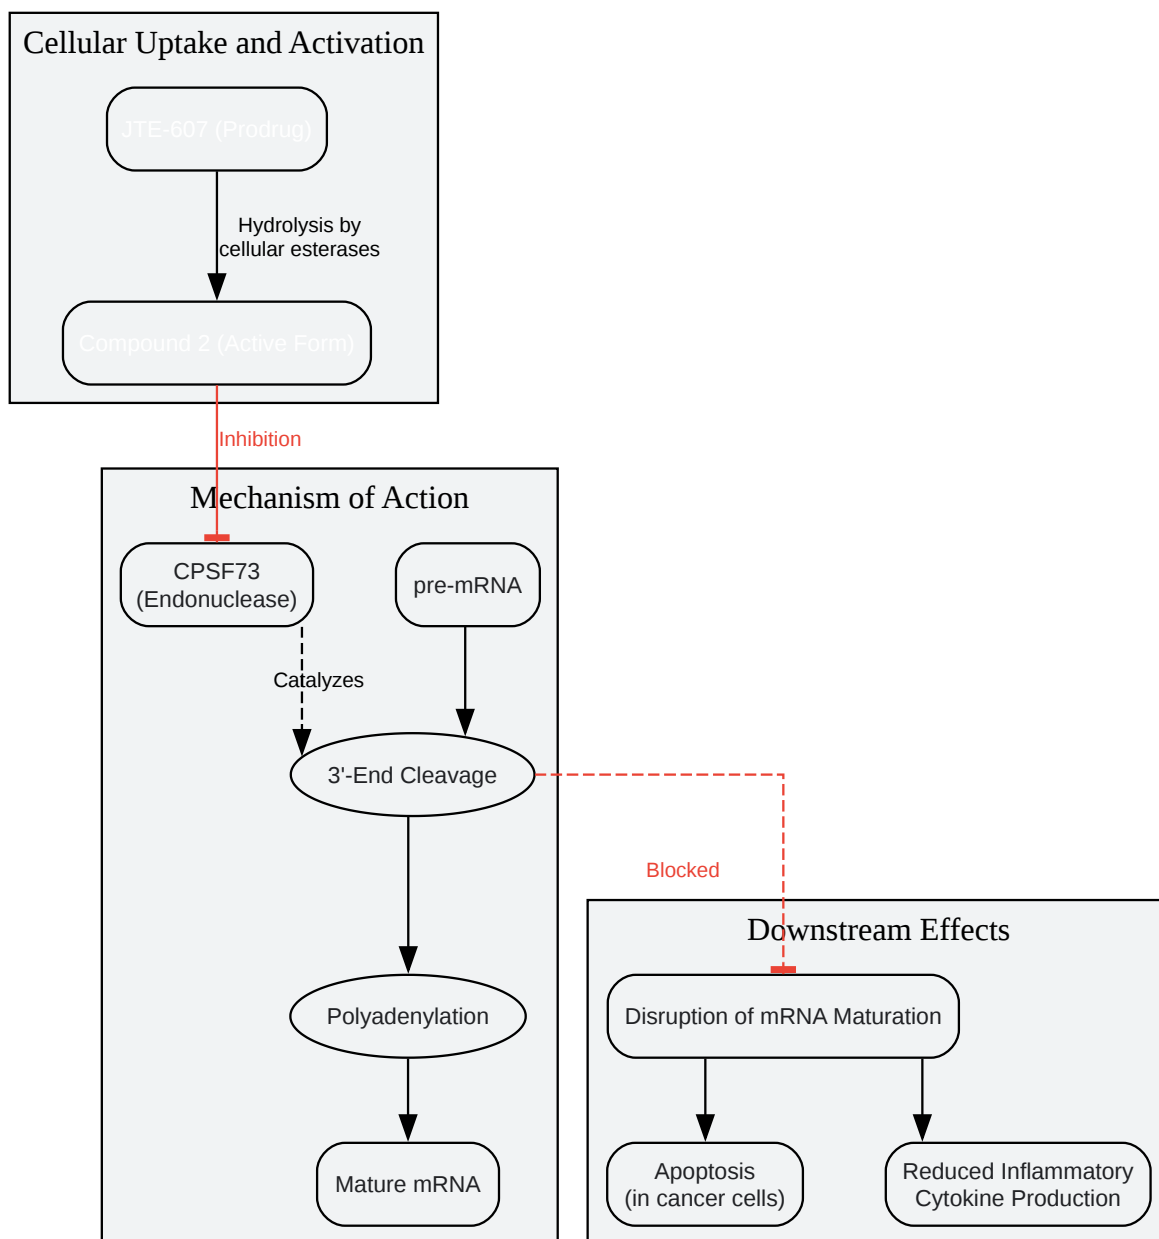 Cellular Uptake and Activation
JTE-607 (Prodrug)
Hydrolysis by
cellular esterases
Compound 2 (Active Form)
Inhibition
Mechanism of Action
CPSF73
(Endonuclease)
pre-mRNA
Catalyzes
3'-End Cleavage
Blocked
Downstream Effects
Polyadenylation
Disruption of mRNA Maturation
Mature mRNA
Apoptosis
(in cancer cells)
Reduced Inflammatory
Cytokine Production